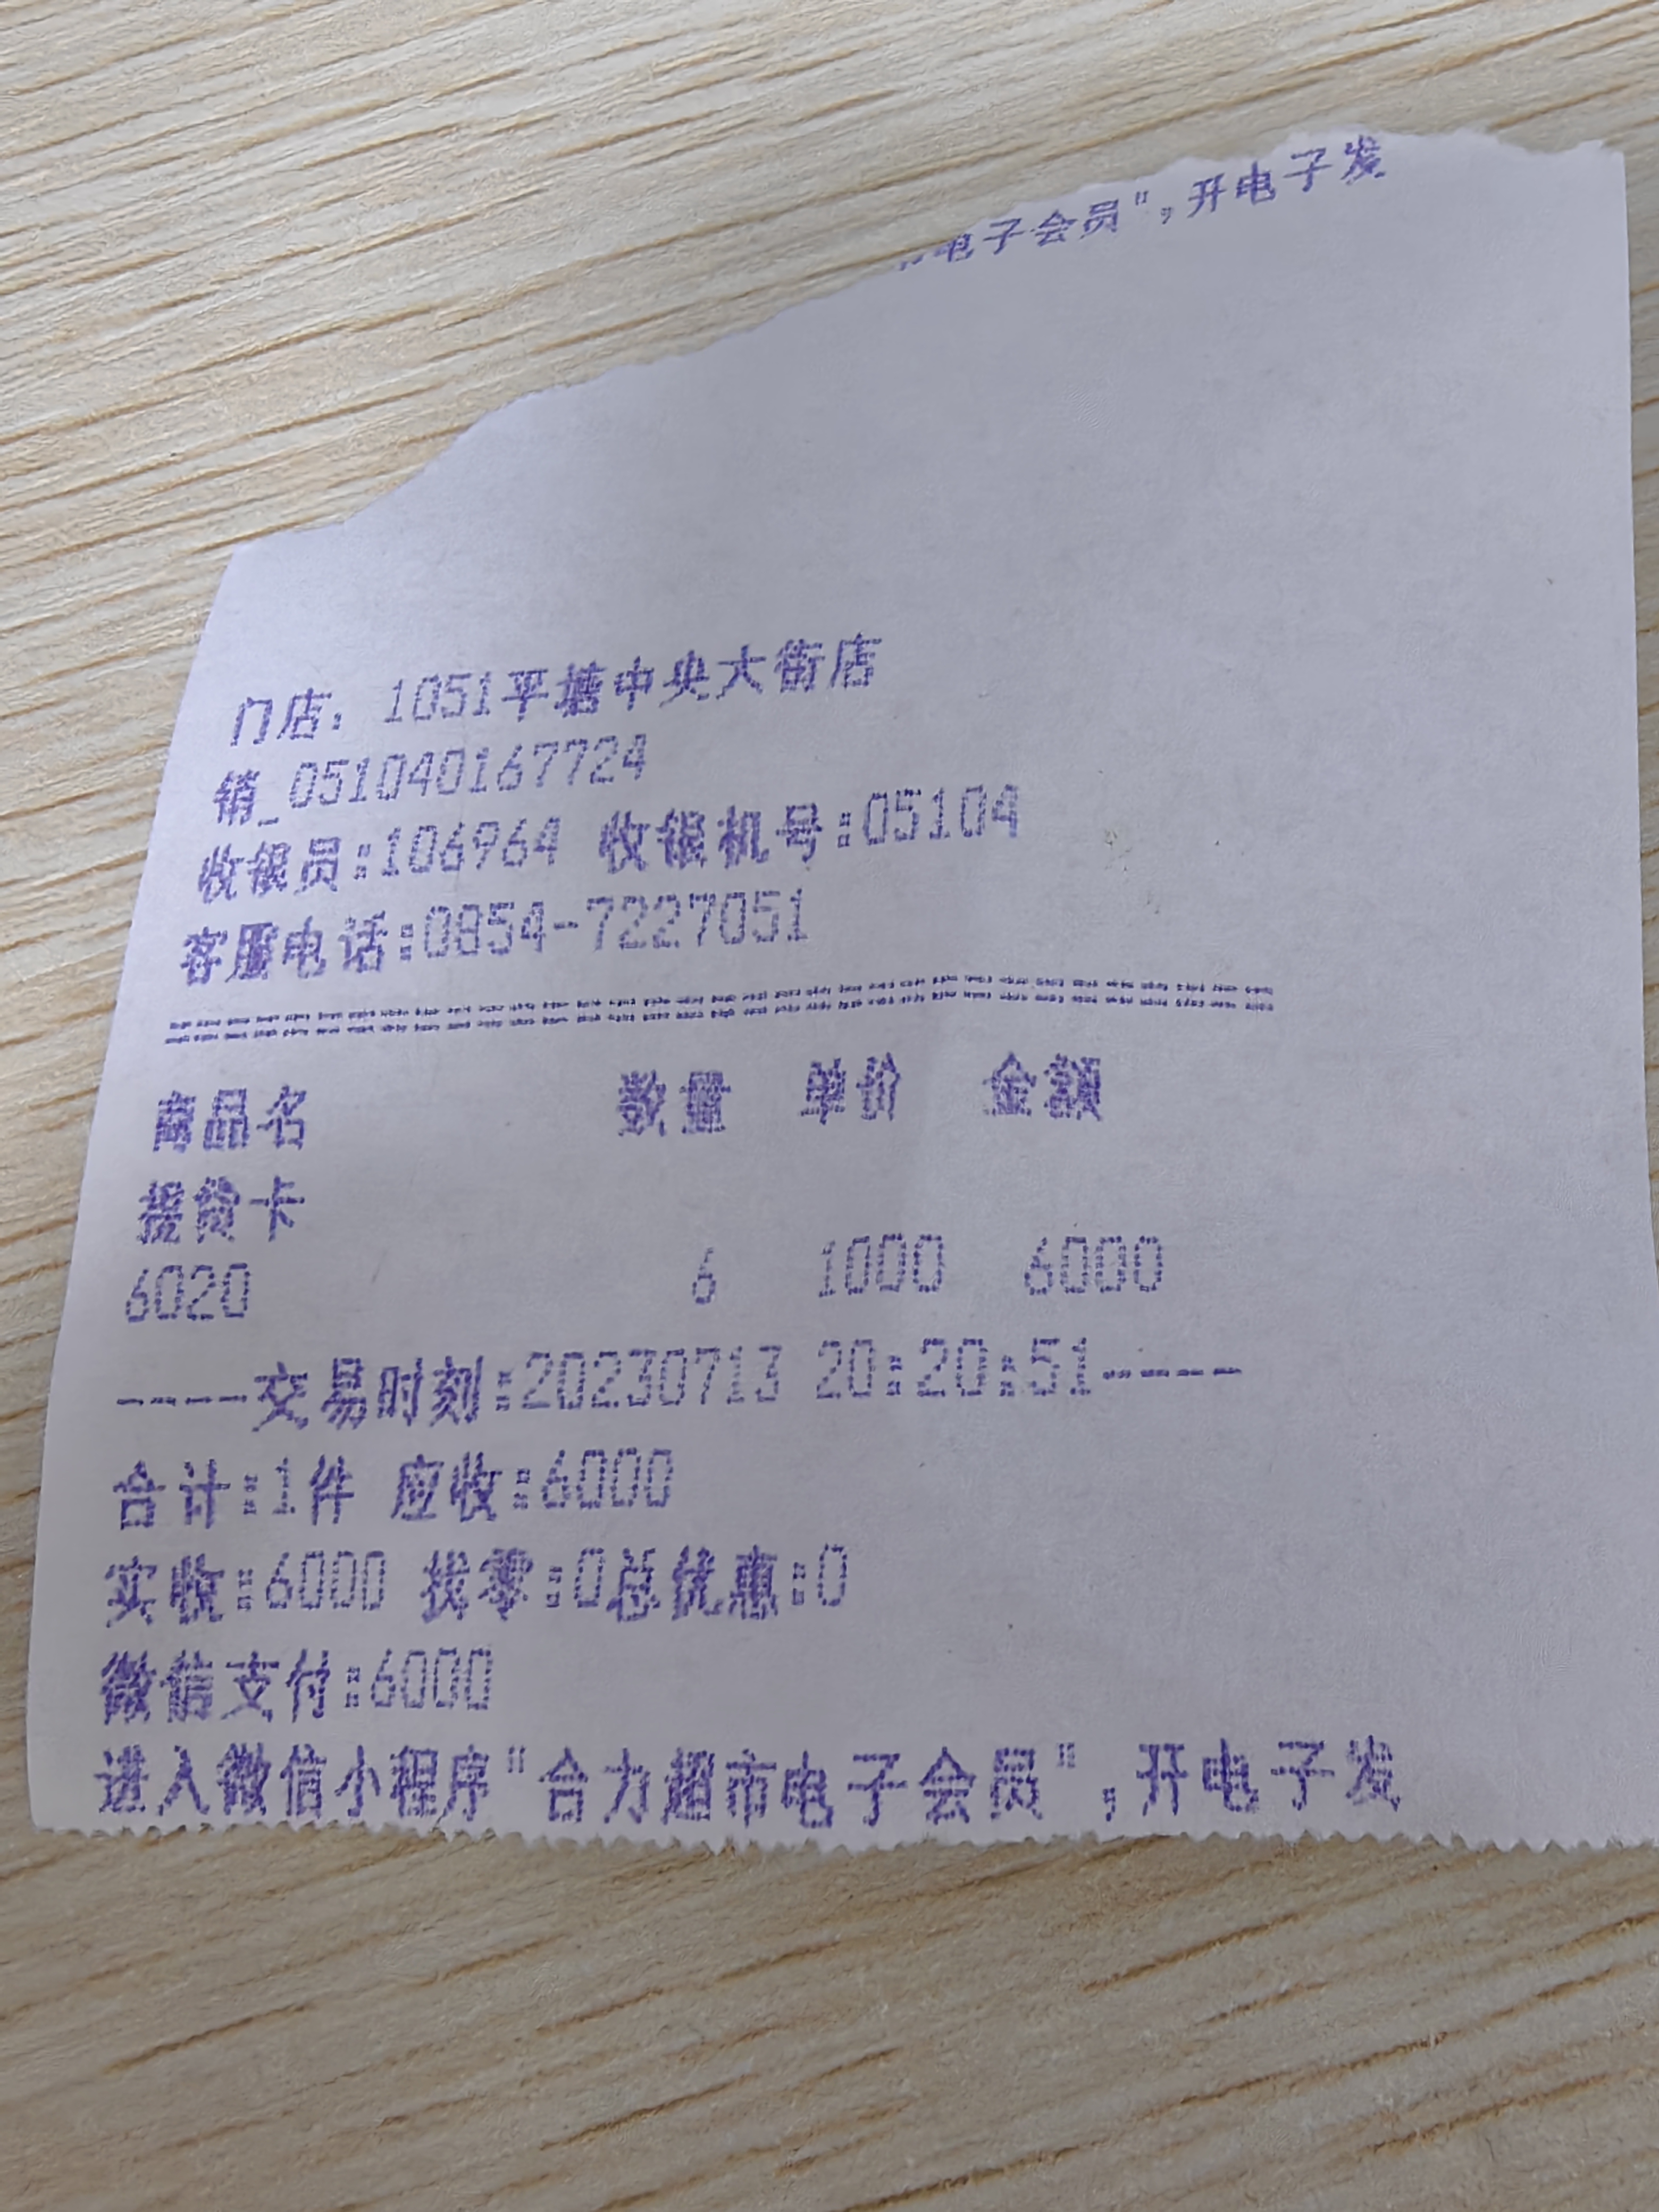 电子会员",开电子发
门店: 1051平塘中央大街店
销_051040167724
收银员:106964 收银机号:05104
客服电话:0854-7227051
商品名 数量 单价 金额
提货卡
6020 6 1000 6000
----交易时刻:20230713 20:20:51----
合计:1件 应收:6000
实收:6000 找零:0总优惠:0
微信支付:6000
进入微信小程序"合力超市电子会员",开电子发